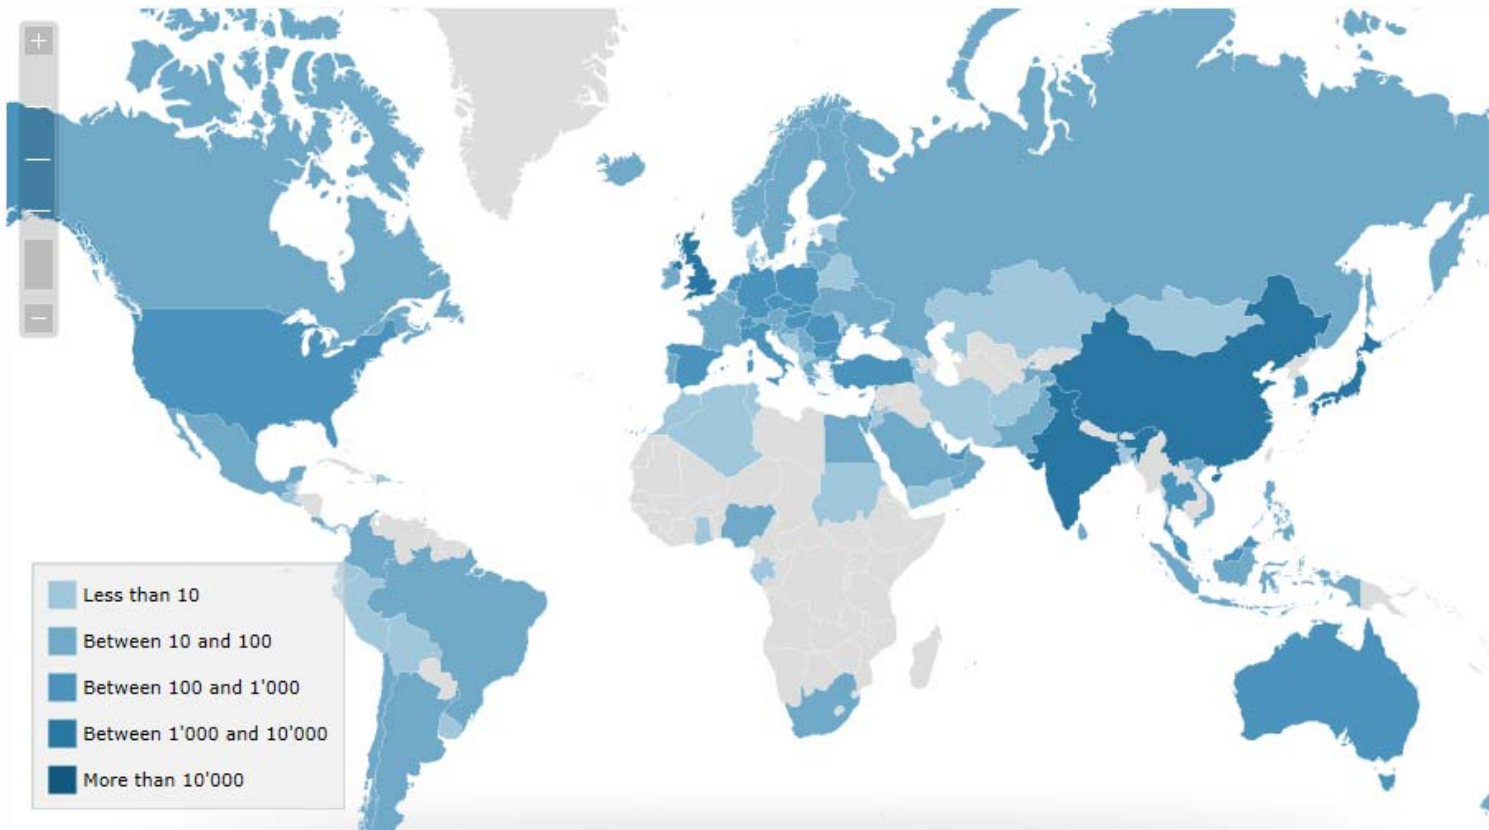 +
−
Less than 10
Between 10 and 100
Between 100 and 1'000
Between 1'000 and 10'000
More than 10'000